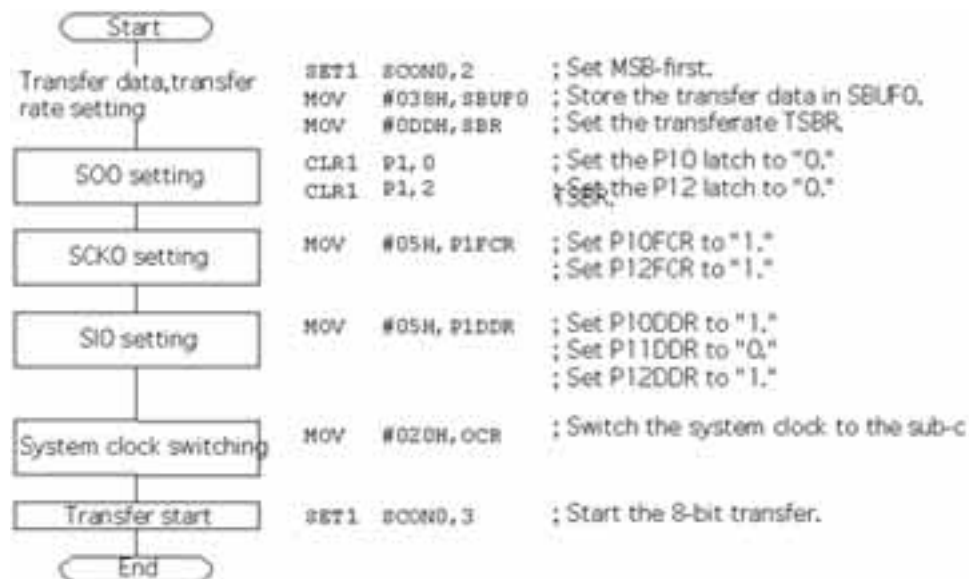 Start
Transfer data,transfer
rate setting
SET1 SCON0,2 ; Set MSB-first.
MOV #038H,SBUF0 ; Store the transfer data in SBUF0.
MOV #0DDH,SBR ; Set the transferate TSBR.
SO0 setting
CLR1 P1,0 ; Set the P10 latch to "0."
CLR1 P1,2 ; Set the P12 latch to "0."
TSBR.
SCK0 setting
MOV #05H,P1FCR ; Set P10FCR to "1."
; Set P12FCR to "1."
SI0 setting
MOV #05H,P1DDR ; Set P10DDR to "1."
; Set P11DDR to "0."
; Set P12DDR to "1."
System clock switching
MOV #020H,OCR ; Switch the system clock to the sub-c
Transfer start
SET1 SCON0,3 ; Start the 8-bit transfer.
End